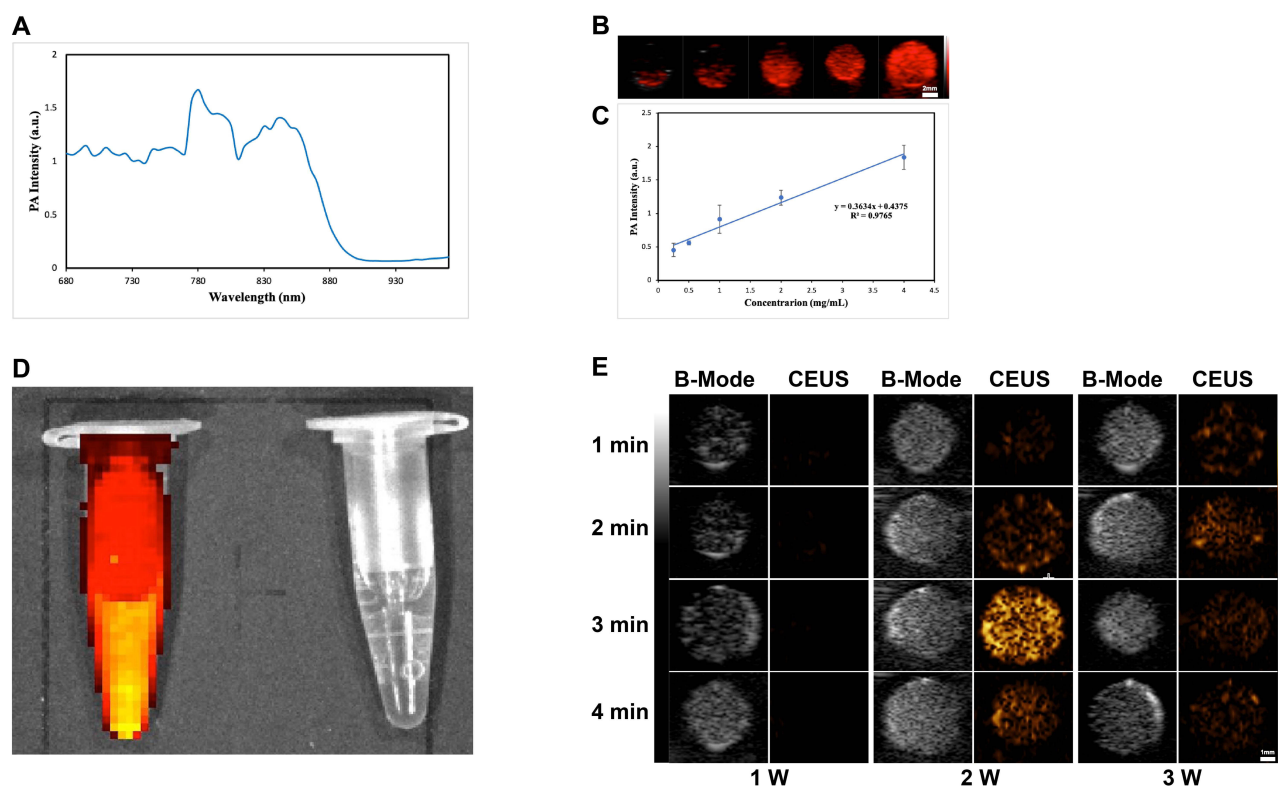 A
2
1.5
1
0.5
0
PA Intensity (a.u.)
680 730 780 830 880 930
Wavelength (nm)
B
2mm
C
2.5
2
1.5
1
0.5
0
PA Intensity (a.u.)
y = 0.3634x + 0.4375
R² = 0.9765
0 0.5 1 1.5 2 2.5 3 3.5 4 4.5
Concentrarion (mg/mL)
D
E
B-Mode CEUS B-Mode CEUS B-Mode CEUS
1 min
2 min
3 min
4 min
1mm
1 W 2 W 3 W